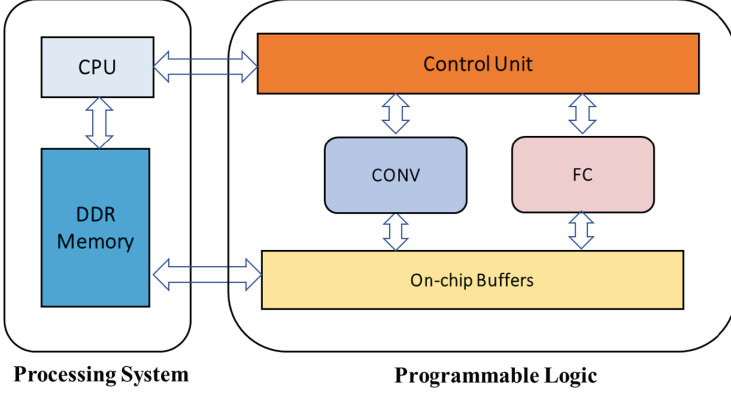 CPU
Control Unit
CONV
FC
DDR
Memory
On-chip Buffers
Processing System
Programmable Logic